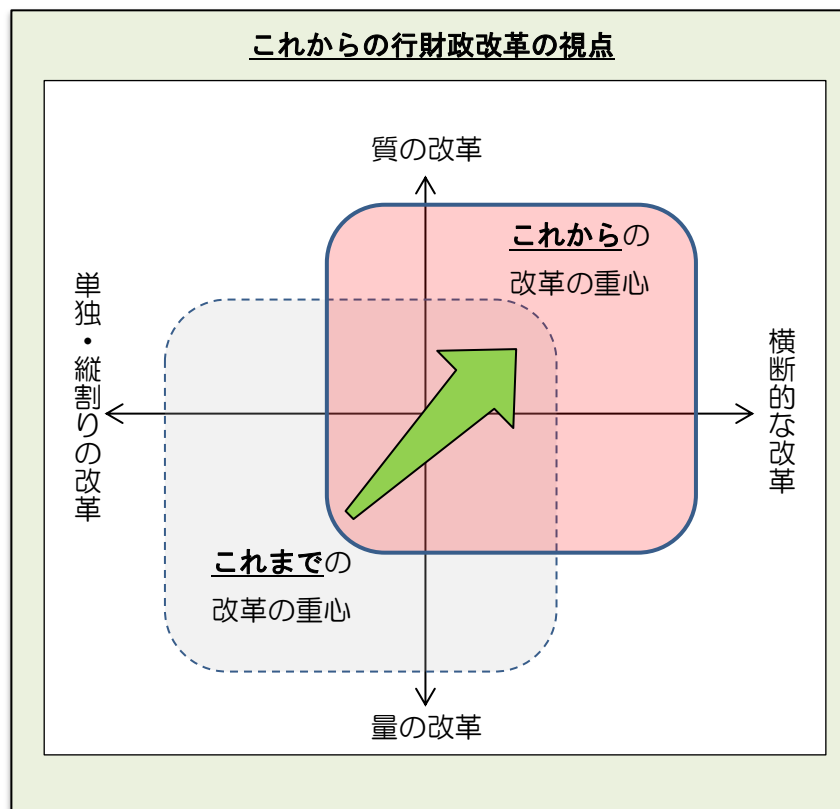 これからの行財政改革の視点
質の改革
これからの
改革の重心
単独・縦割りの改革
横断的な改革
これまでの
改革の重心
量の改革